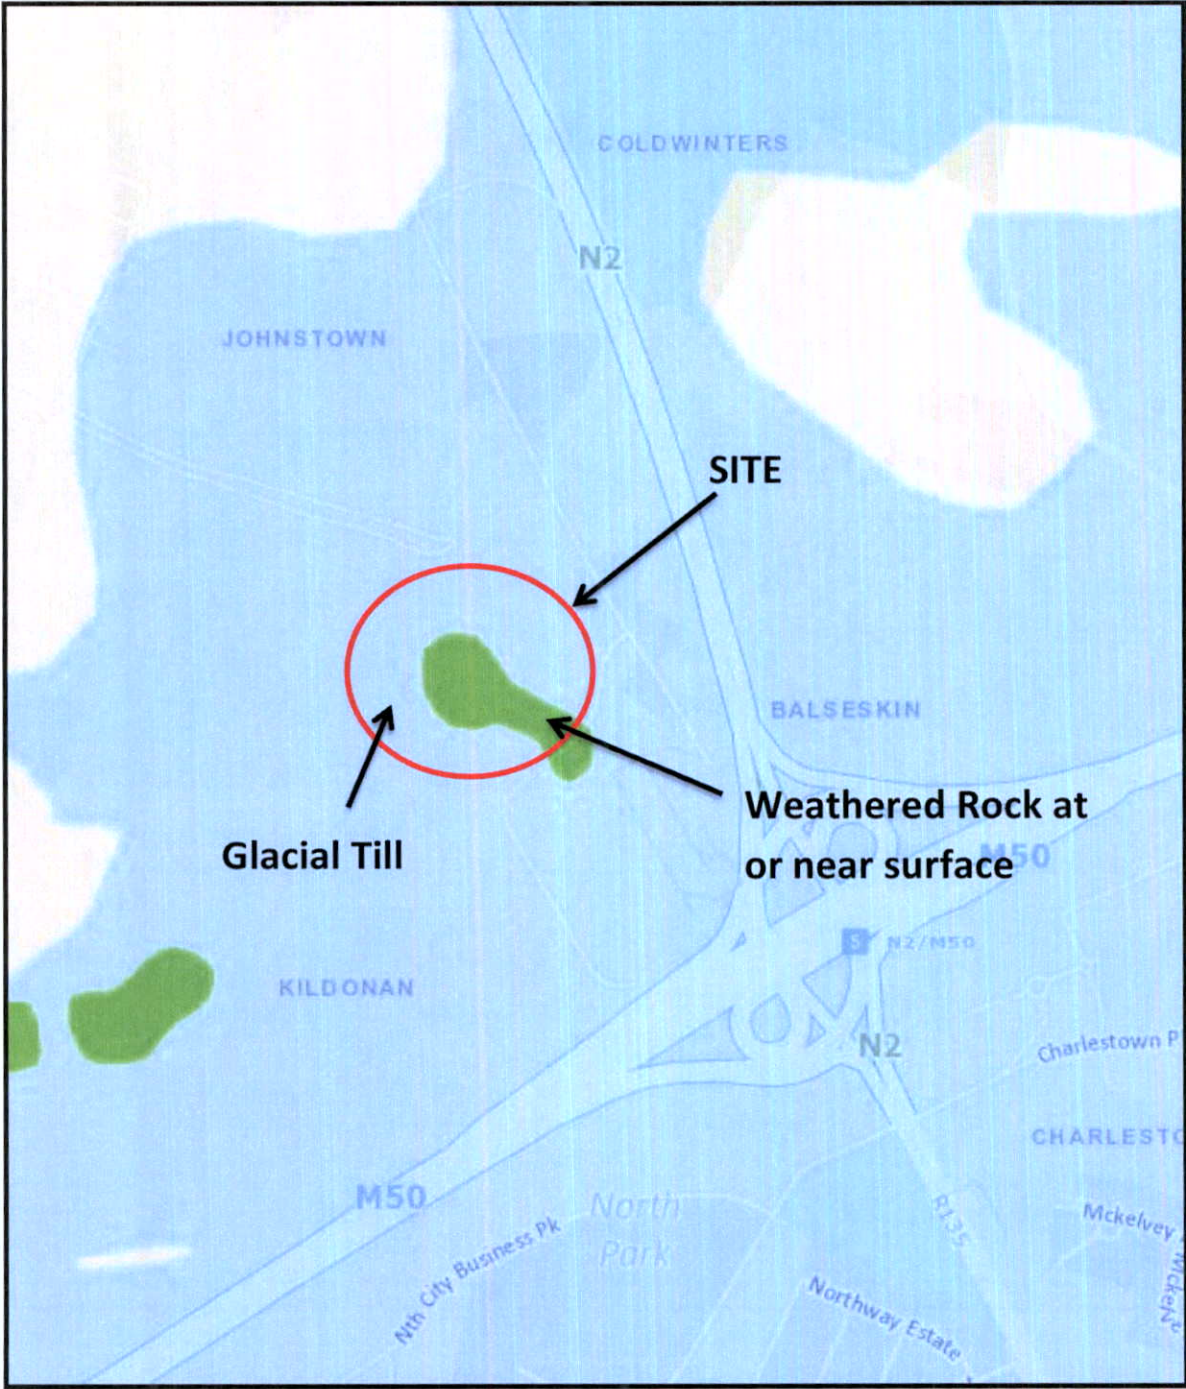 COLDWINTERS
N2
JOHNSTOWN
SITE
BALSESKIN
Weathered Rock at
or near surface
M50
Glacial Till
S N2/M50
KILDONAN
N2
Charlestown P
CHARLESTO
M50
North
Park
Nth City Business Pk
R135
Mckelvey
Mckelve
Northway Estate